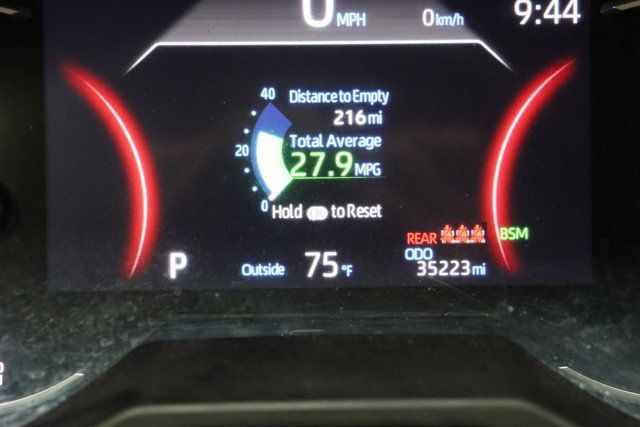 0 MPH 0 km/h 9:44
40 Distance to Empty
216 mi
Total Average
20 27.9 MPG
0 Hold OK to Reset
REAR BSM
ODO
P Outside 75 °F 35223 mi